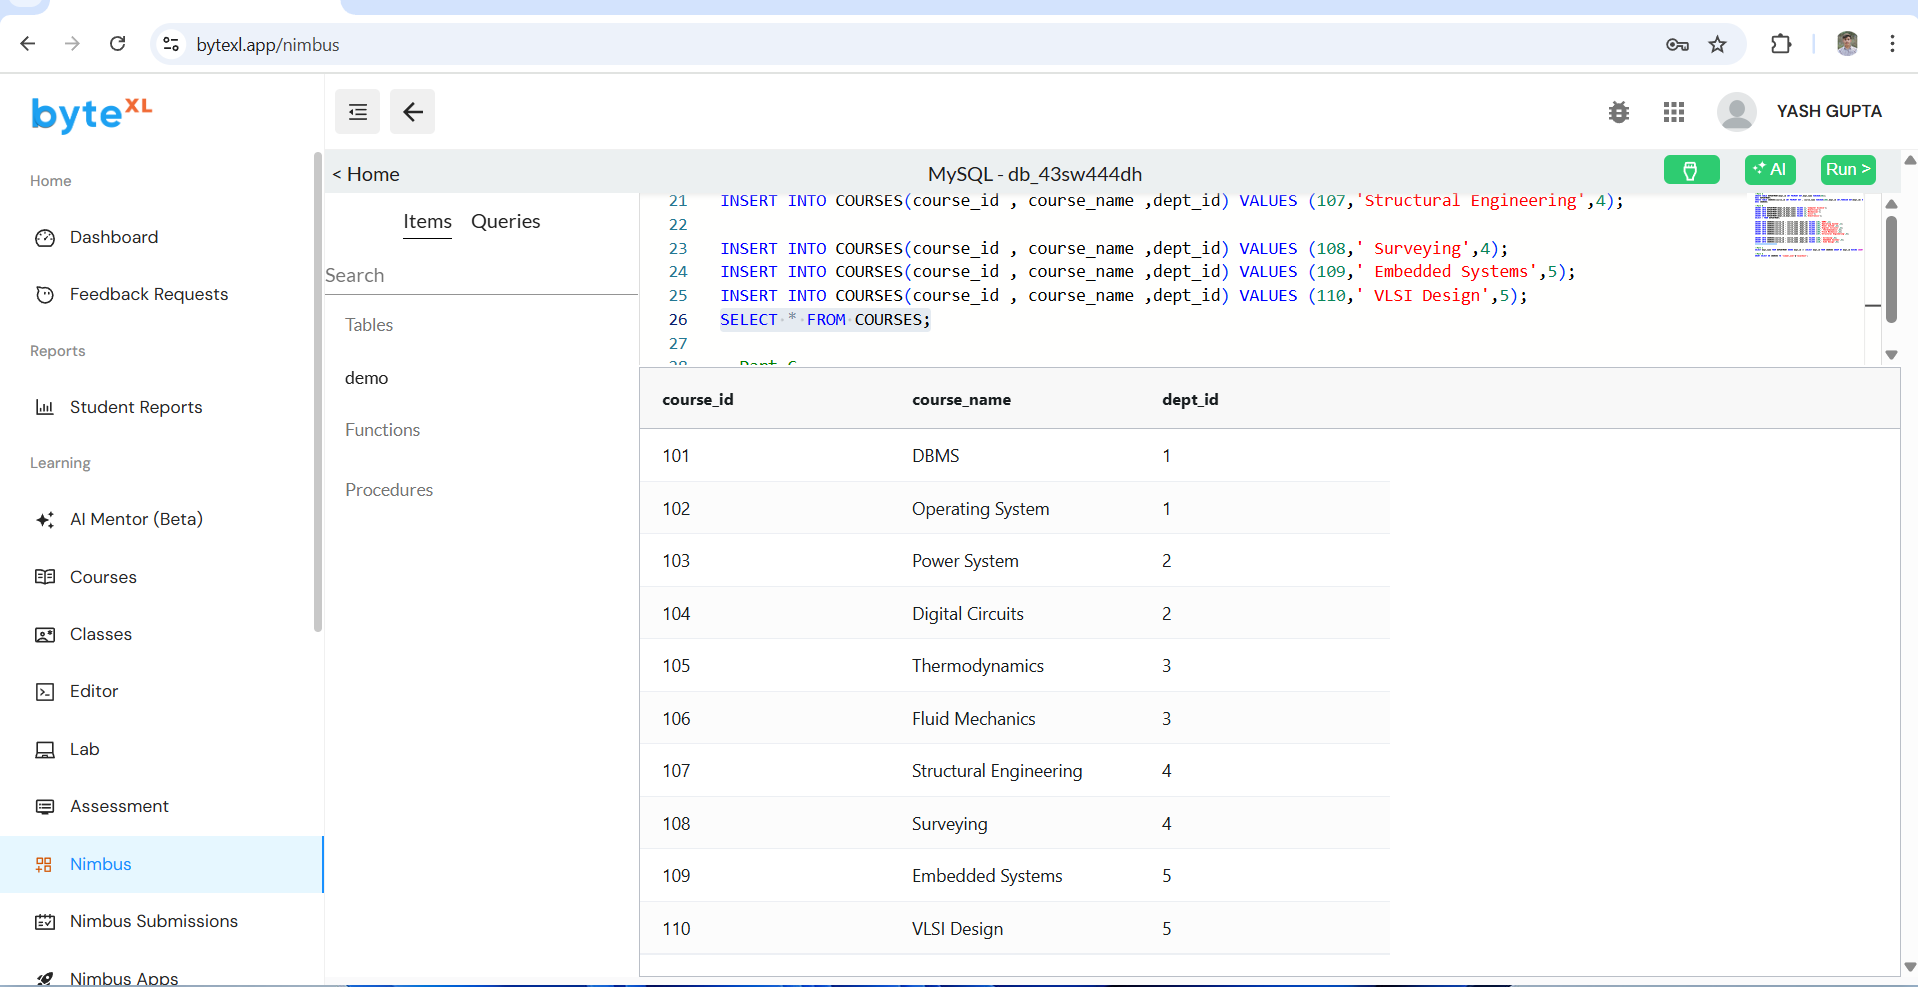 bytexl.app/nimbus
byteXL
YASH GUPTA
Home
Dashboard
Feedback Requests
Reports
Student Reports
Learning
AI Mentor (Beta)
Courses
Classes
Editor
Lab
Assessment
Nimbus
Nimbus Submissions
Nimbus Apps
< Home
MySQL - db_43sw444dh
AI
Run >
Items Queries
Search
Tables
demo
Functions
Procedures
21 INSERT INTO COURSES(course_id , course_name ,dept_id) VALUES (107,'Structural Engineering',4);
22
23 INSERT INTO COURSES(course_id , course_name ,dept_id) VALUES (108,' Surveying',4);
24 INSERT INTO COURSES(course_id , course_name ,dept_id) VALUES (109,' Embedded Systems',5);
25 INSERT INTO COURSES(course_id , course_name ,dept_id) VALUES (110,' VLSI Design',5);
26 SELECT * FROM COURSES;
27
course_id course_name dept_id
101 DBMS 1
102 Operating System 1
103 Power System 2
104 Digital Circuits 2
105 Thermodynamics 3
106 Fluid Mechanics 3
107 Structural Engineering 4
108 Surveying 4
109 Embedded Systems 5
110 VLSI Design 5